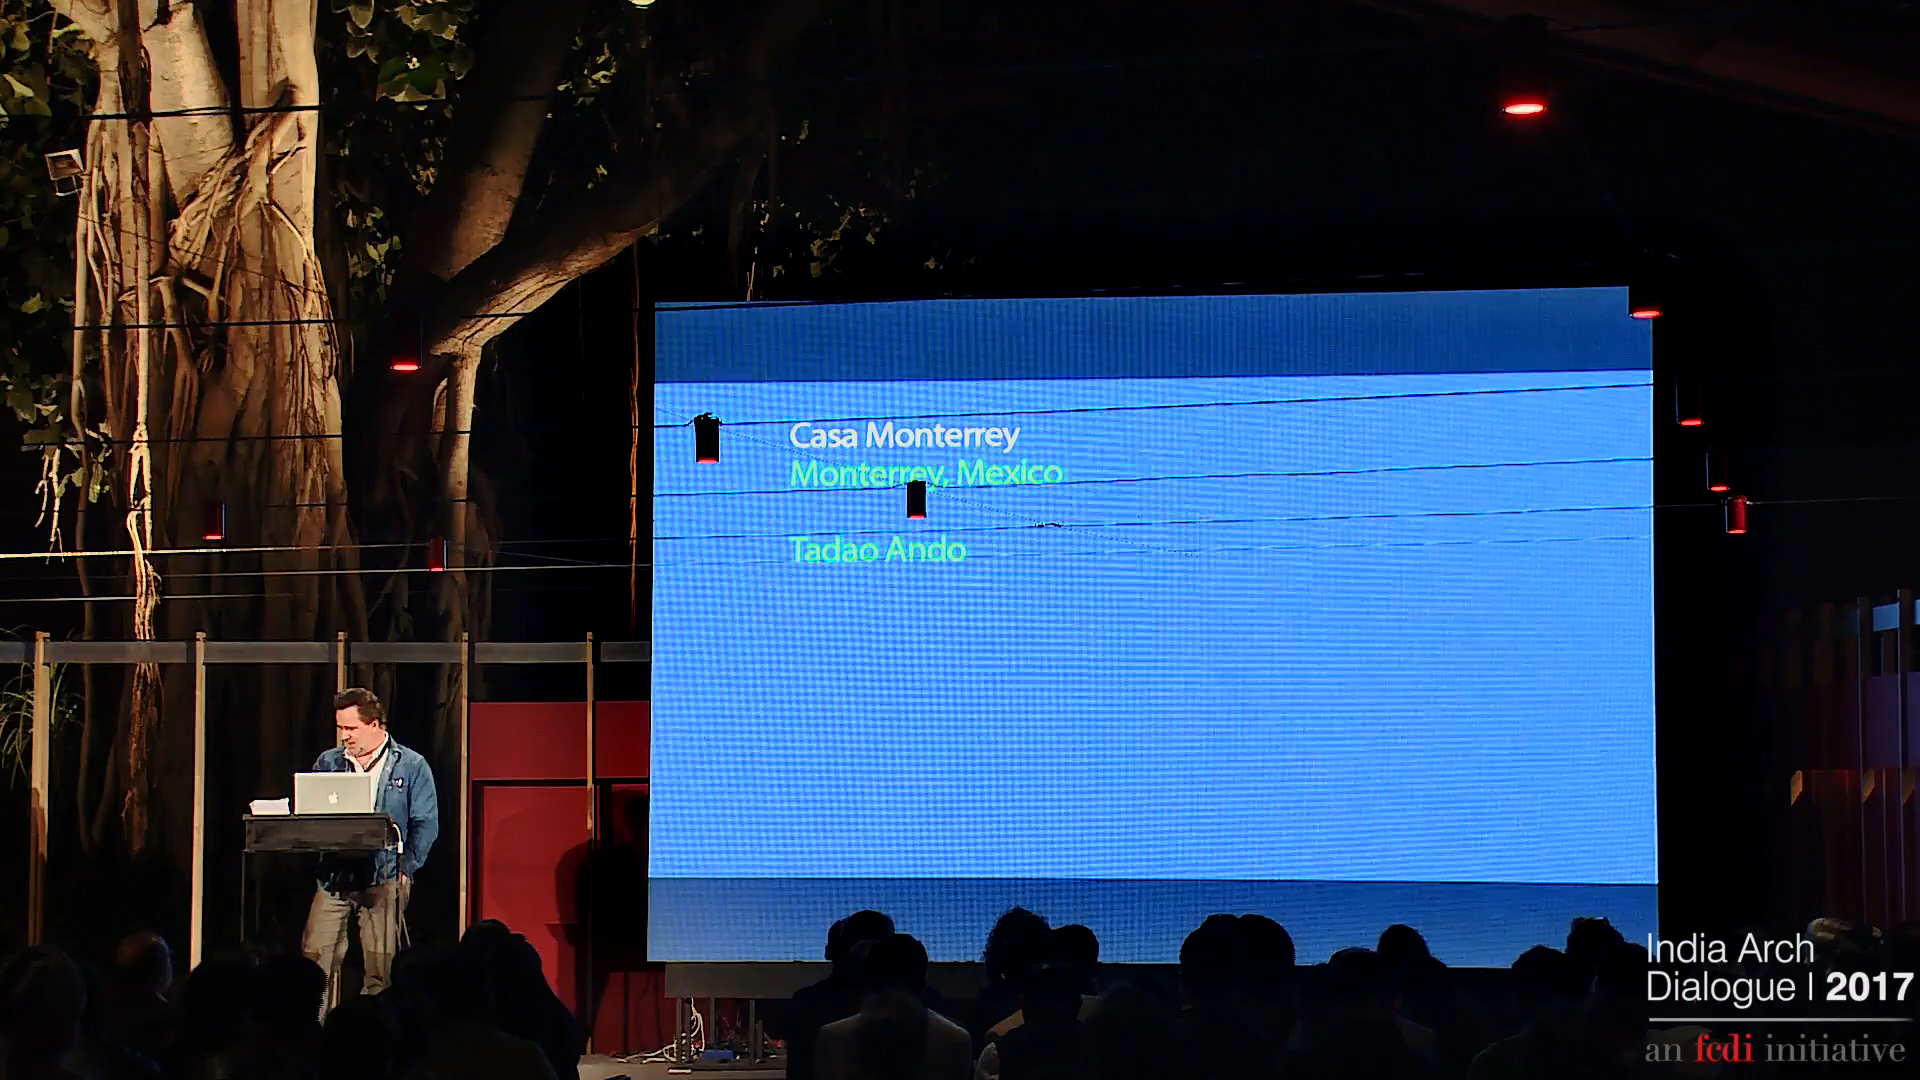 Casa Monterrey
Monterrey, Mexico
Tadao Ando
India Arch
Dialogue | 2017
an fcdi initiative